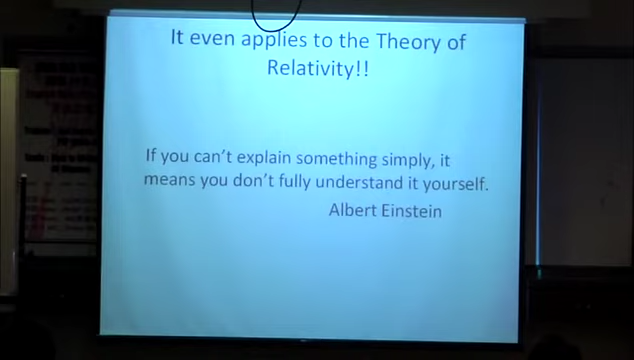 It even applies to the Theory of
Relativity!!
If you can't explain something simply, it
means you don't fully understand it yourself.
Albert Einstein